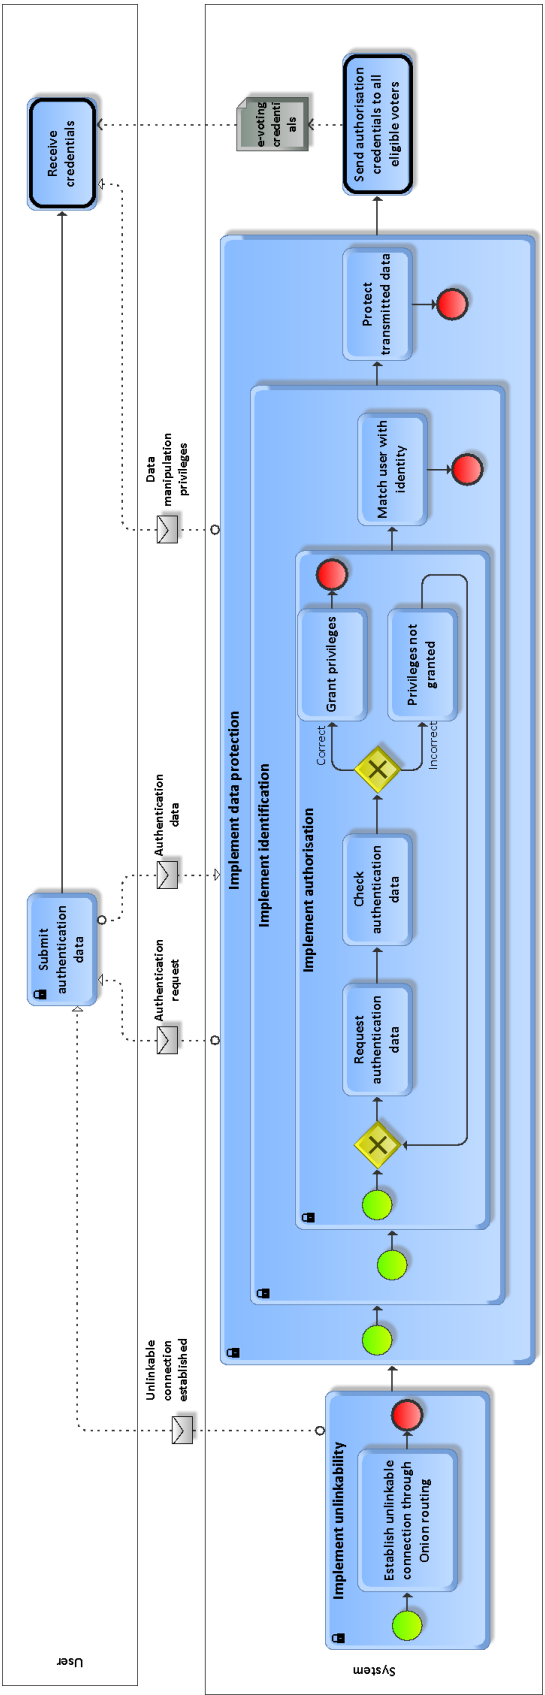 User
Submit
authentication
data
Receive
credentials
Unlinkable
connection
established
Authentication
request
Authentication
data
Data
manipulation
privileges
e-voting
credenti
als
System
Implement unlinkability
Establish unlinkable
connection through
Onion routing
Implement data protection
Implement identification
Implement authorisation
Request
authentication
data
Check
authentication
data
Correct
Incorrect
Grant privileges
Privileges not
granted
Match user with
identity
Protect
transmitted data
Send authorisation
credentials to all
eligible voters